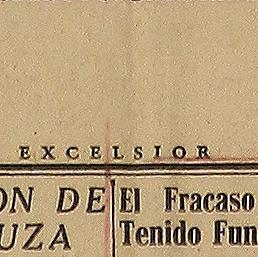 EXCELSIOR
ON DE
UZA
El Fracaso
Tenido Fun